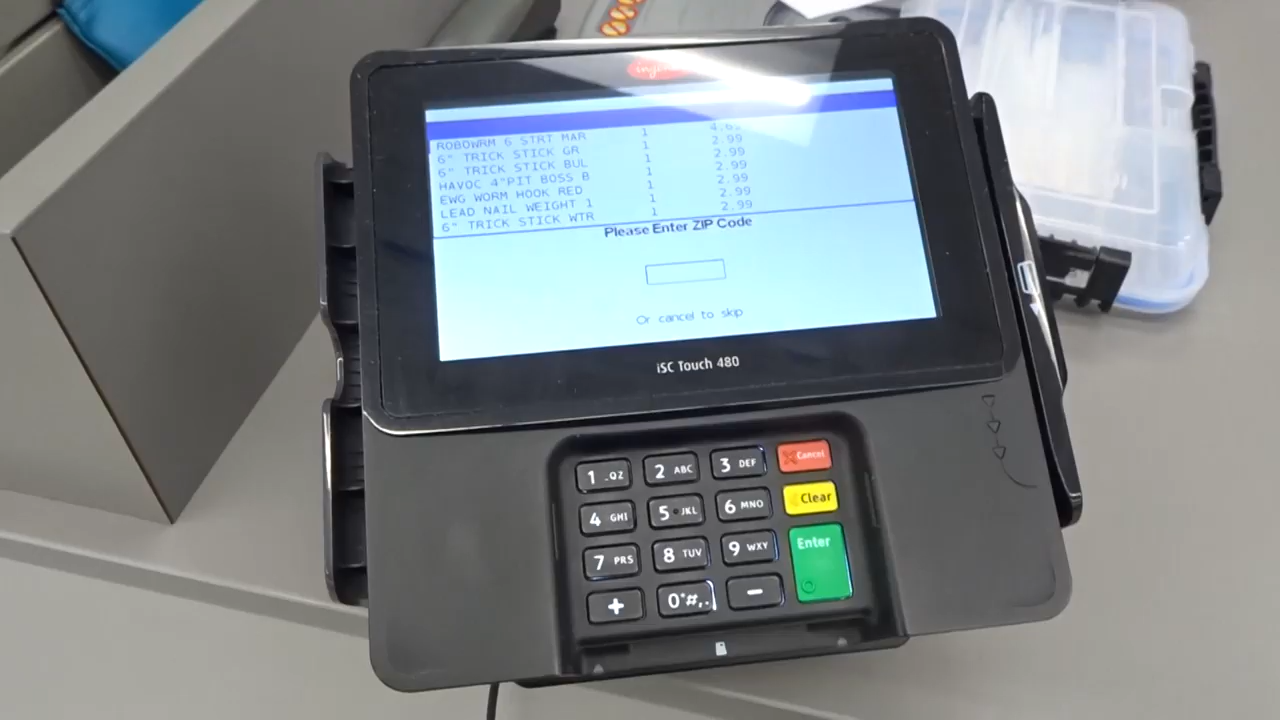 ROBOWRM 6 STRT MAR 1
6" TRICK STICK GR 1 2.99
6" TRICK STICK BUL 1 2.99
HAVOC 4"PIT BOSS B 1 2.99
EWG WORM HOOK RED 1 2.99
LEAD NAIL WEIGHT 1 1 2.99
6" TRICK STICK WTR 1 2.99
Please Enter ZIP Code
Or cancel to skip
iSC Touch 480
1 .QZ 2 ABC 3 DEF Cancel
4 GHI 5 JKL 6 MNO Clear
7 PRS 8 TUV 9 WXY Enter
+ 0*#,. -